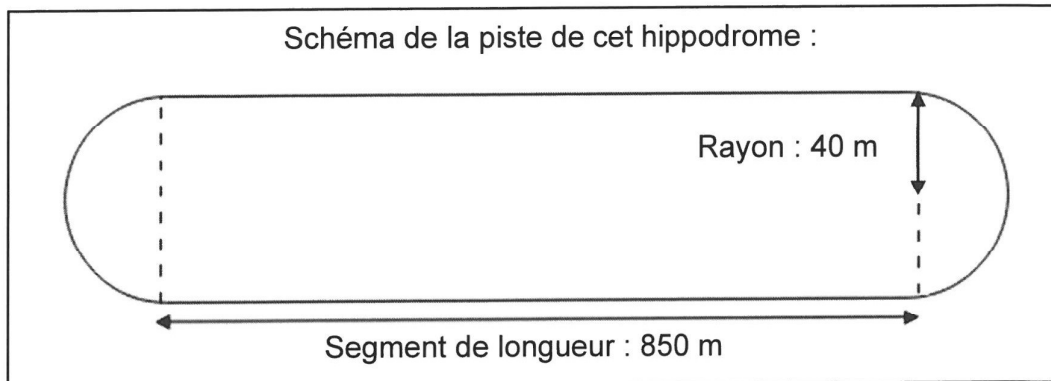 Schéma de la piste de cet hippodrome :
Rayon : 40 m
Segment de longueur : 850 m